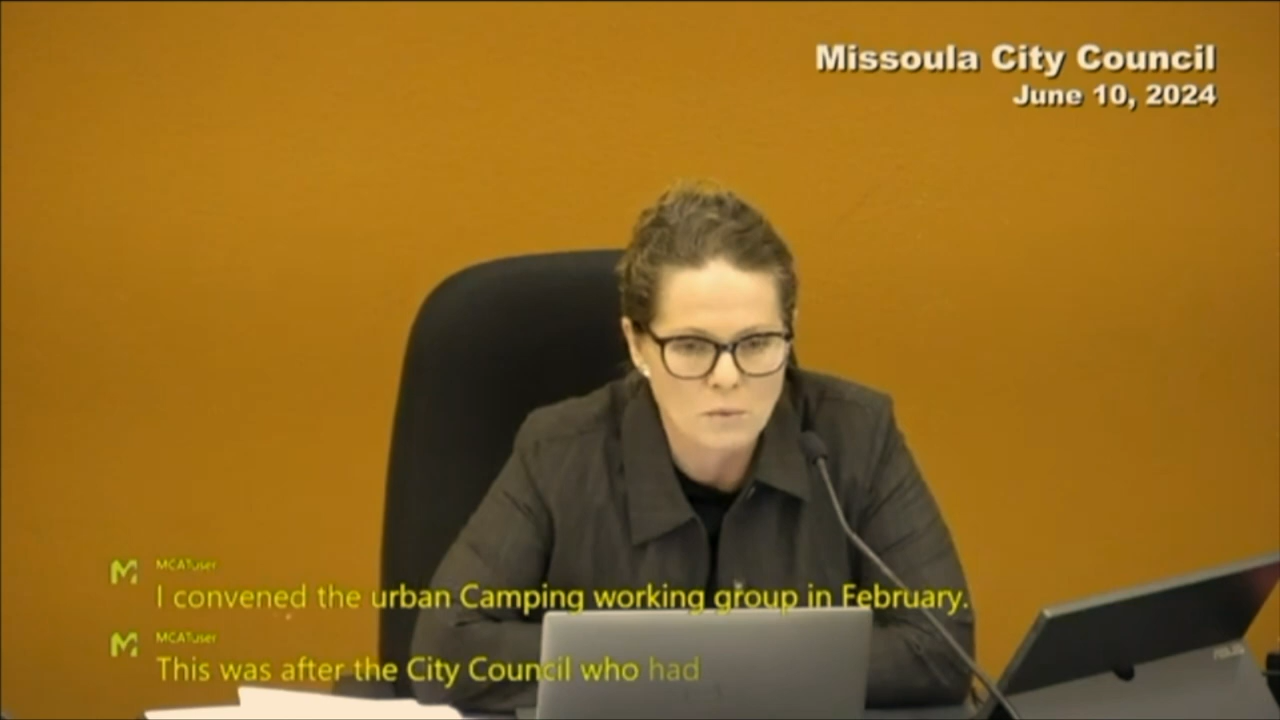 Missoula City Council
June 10, 2024
MCATuser
I convened the urban Camping working group in February.
MCATuser
This was after the City Council who had
ASUS